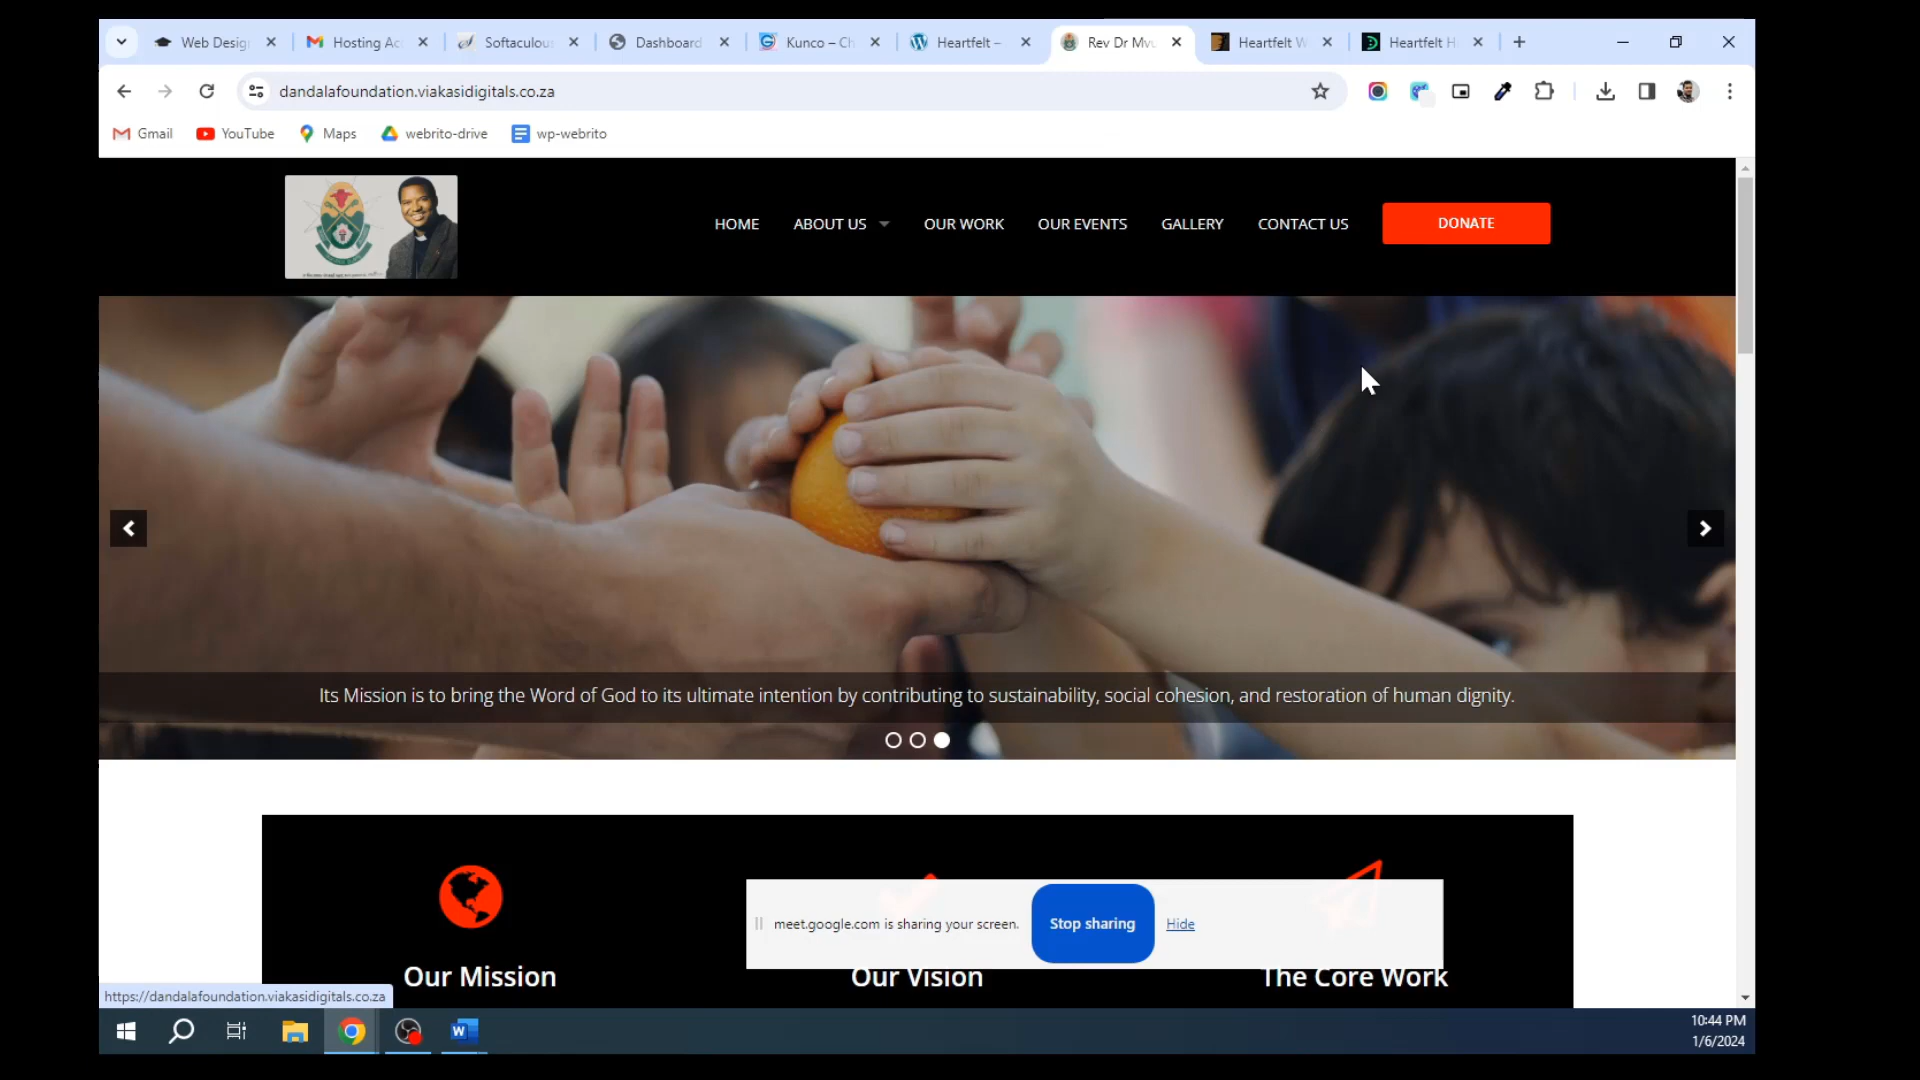 Web Desig
Hosting Ac
Softaculou
Dashboard
Kunco – Ch
Heartfelt –
Rev Dr Mvu
Heartfelt W
Heartfelt H
dandalafoundation.viakasidigitals.co.za
Gmail
YouTube
Maps
webrito-drive
wp-webrito
HOME
ABOUT US
OUR WORK
OUR EVENTS
GALLERY
CONTACT US
DONATE
Its Mission is to bring the Word of God to its ultimate intention by contributing to sustainability, social cohesion, and restoration of human dignity.
meet.google.com is sharing your screen.
Stop sharing
Hide
Our Mission
Our Vision
The Core Work
https://dandalafoundation.viakasidigitals.co.za
10:44 PM
1/6/2024